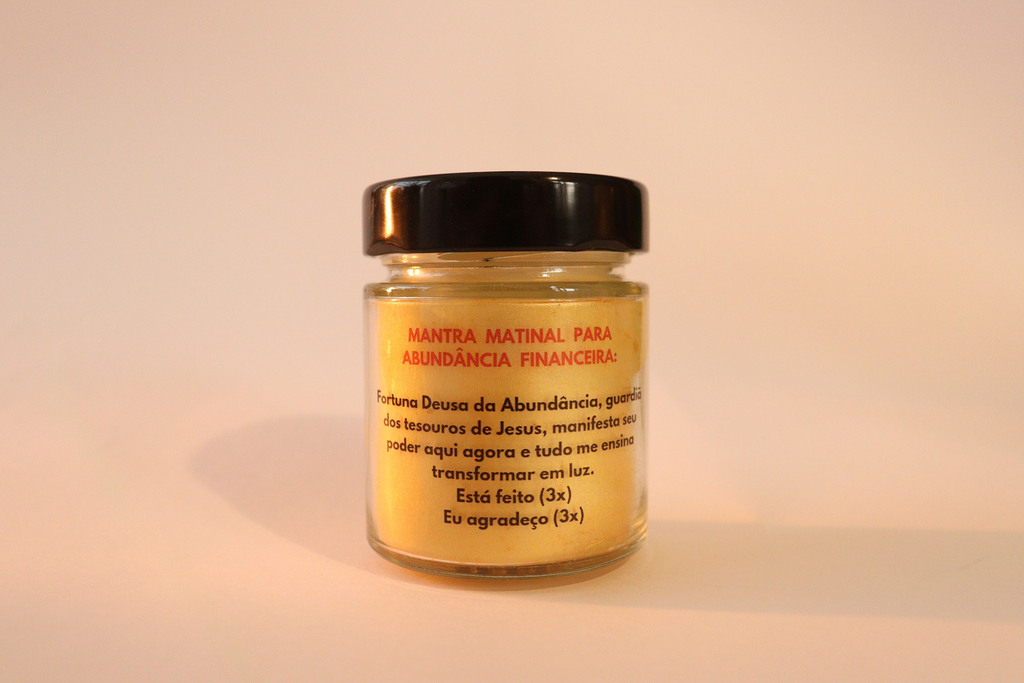 MANTRA MATINAL PARA
ABUNDÂNCIA FINANCEIRA:
Fortuna Deusa da Abundância, guardiã
dos tesouros de Jesus, manifesta seu
poder aqui agora e tudo me ensina
transformar em luz.
Está feito (3x)
Eu agradeço (3x)